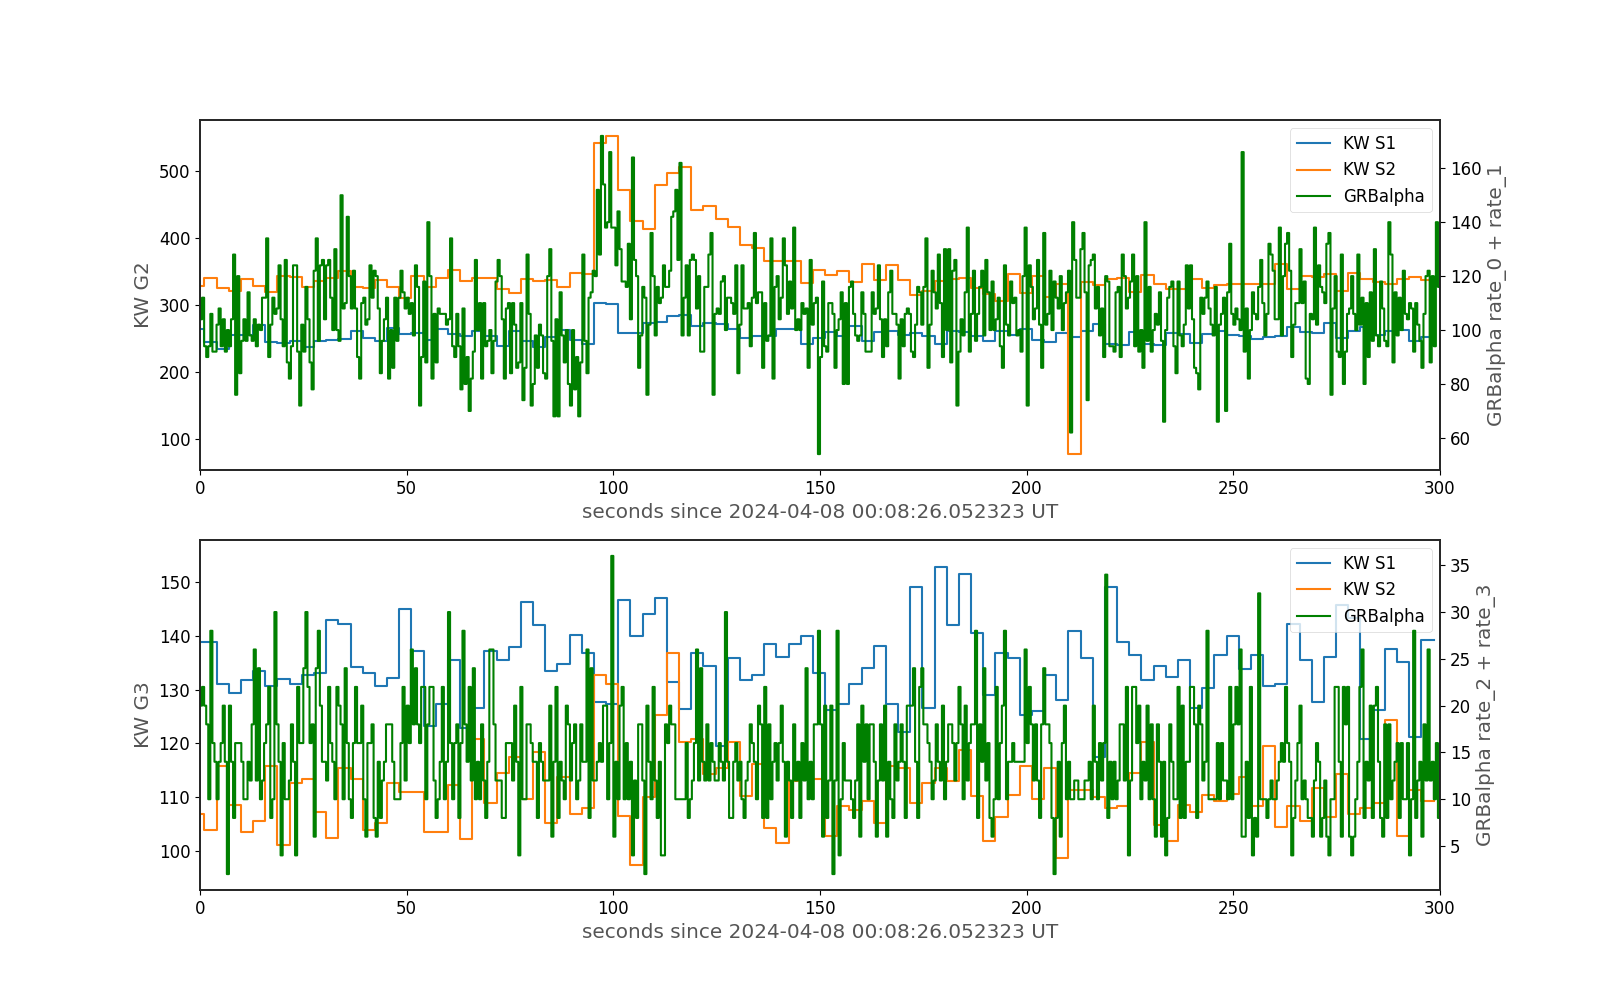 KW G2
500
400
300
200
100
KW S1
KW S2
GRBalpha
160
140
120
100
80
60
GRBalpha rate_0 + rate_1
0 50 100 150 200 250 300
seconds since 2024-04-08 00:08:26.052323 UT
KW G3
150
140
130
120
110
100
KW S1
KW S2
GRBalpha
35
30
25
20
15
10
5
GRBalpha rate_2 + rate_3
0 50 100 150 200 250 300
seconds since 2024-04-08 00:08:26.052323 UT